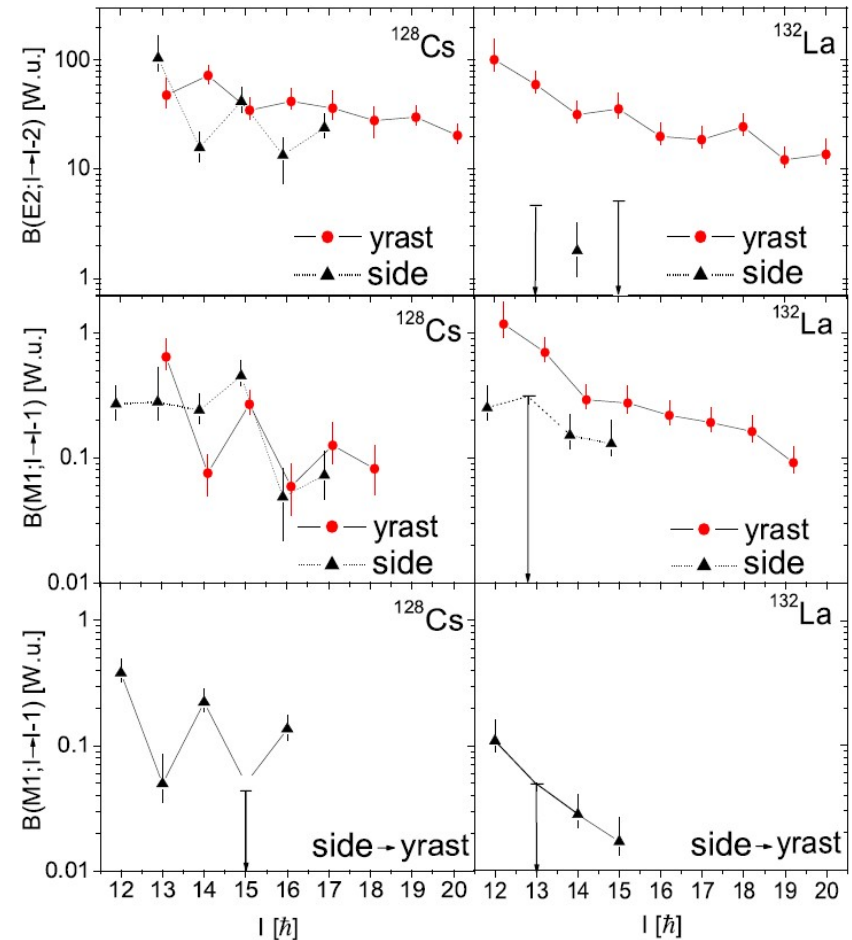 128Cs
132La
B(E2;I→I-2) [W.u.]
100
10
1
yrast
side
yrast
side
128Cs
132La
B(M1;I→I-1) [W.u.]
1
0.1
0.01
yrast
side
yrast
side
128Cs
132La
B(M1;I→I-1) [W.u.]
1
0.1
0.01
side→yrast
side→yrast
12 13 14 15 16 17 18 19 20
12 13 14 15 16 17 18 19 20
I [ħ]
I [ħ]